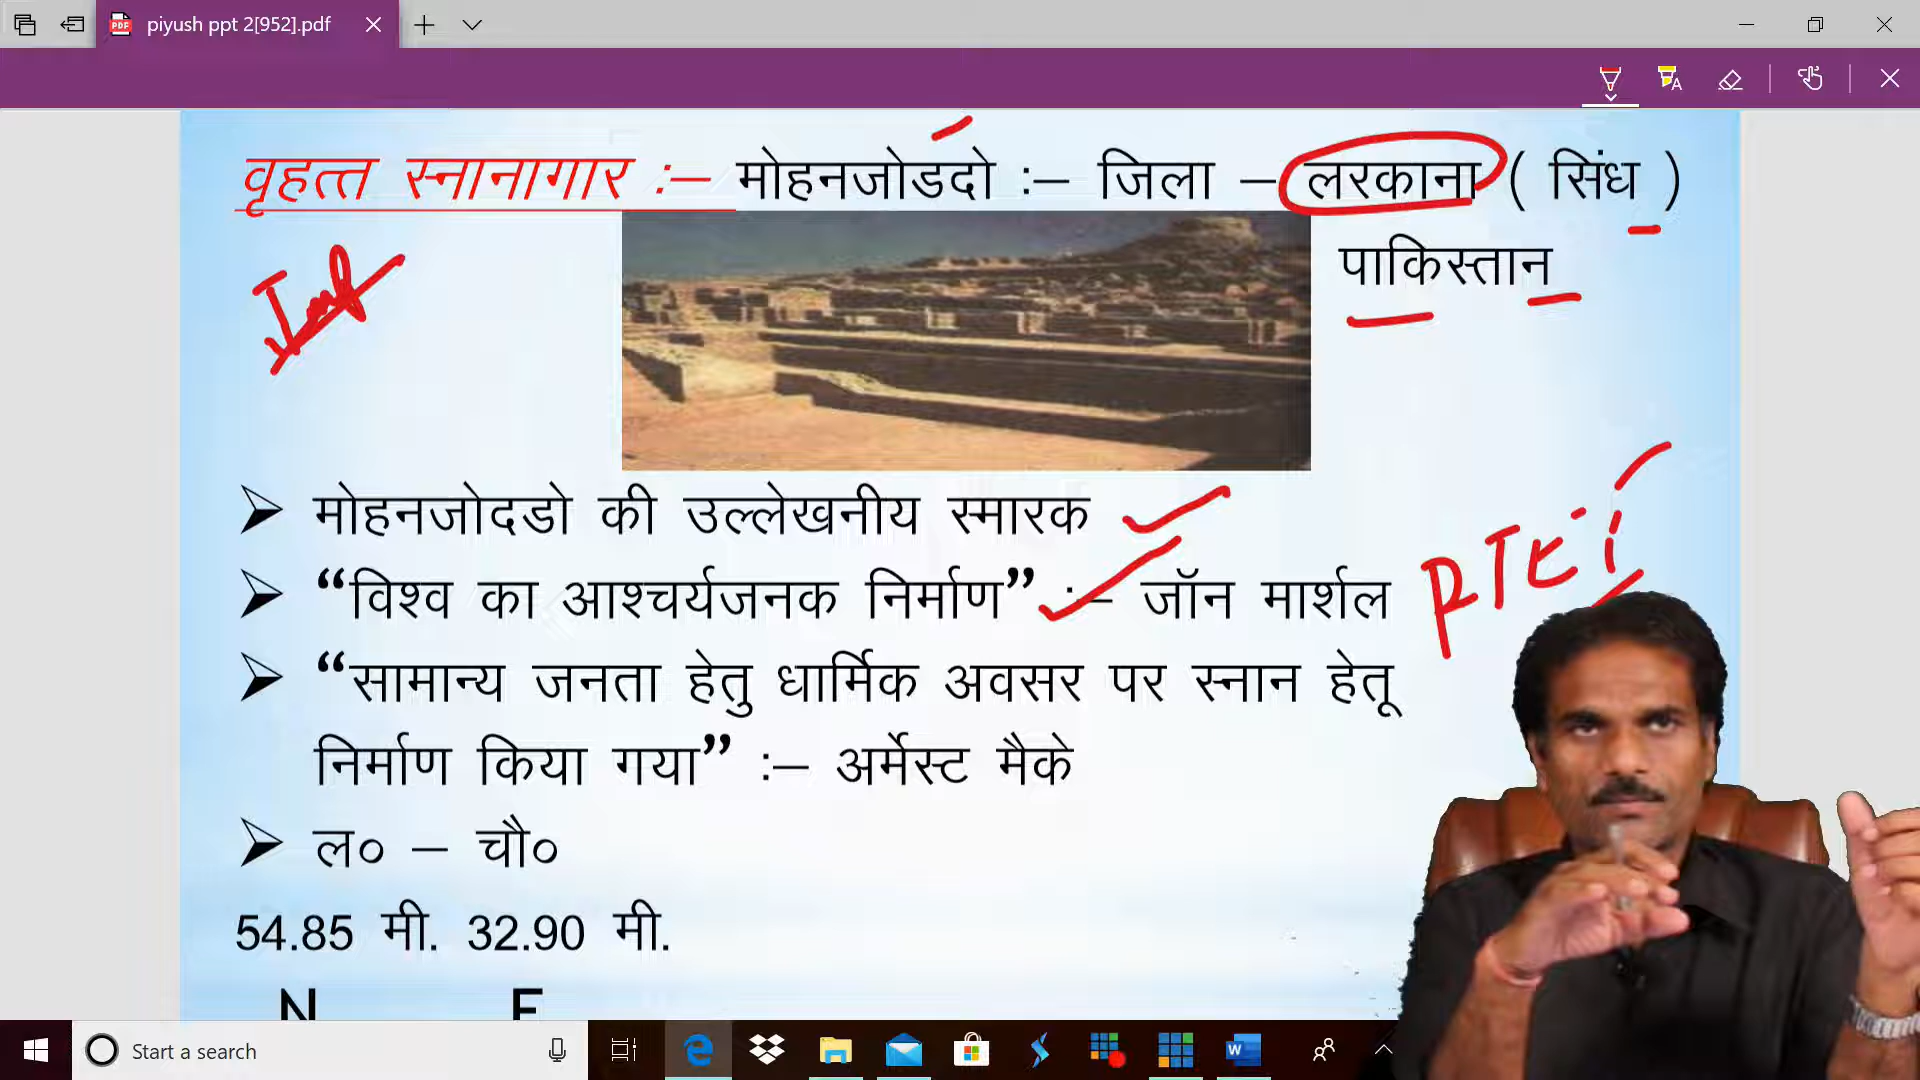 piyush ppt 2[952].pdf
वृहत्त स्नानागार :– मोहनजोडदो :– जिला – लरकाना ( सिंध )
पाकिस्तान
Imp
मोहनजोदडो की उल्लेखनीय स्मारक
“विश्व का आश्चर्यजनक निर्माण” :– जॉन मार्शल
“सामान्य जनता हेतु धार्मिक अवसर पर स्नान हेतू
निर्माण किया गया” :– अर्मेस्ट मैके
ल० – चौ०
54.85 मी. 32.90 मी.
N E
Start a search